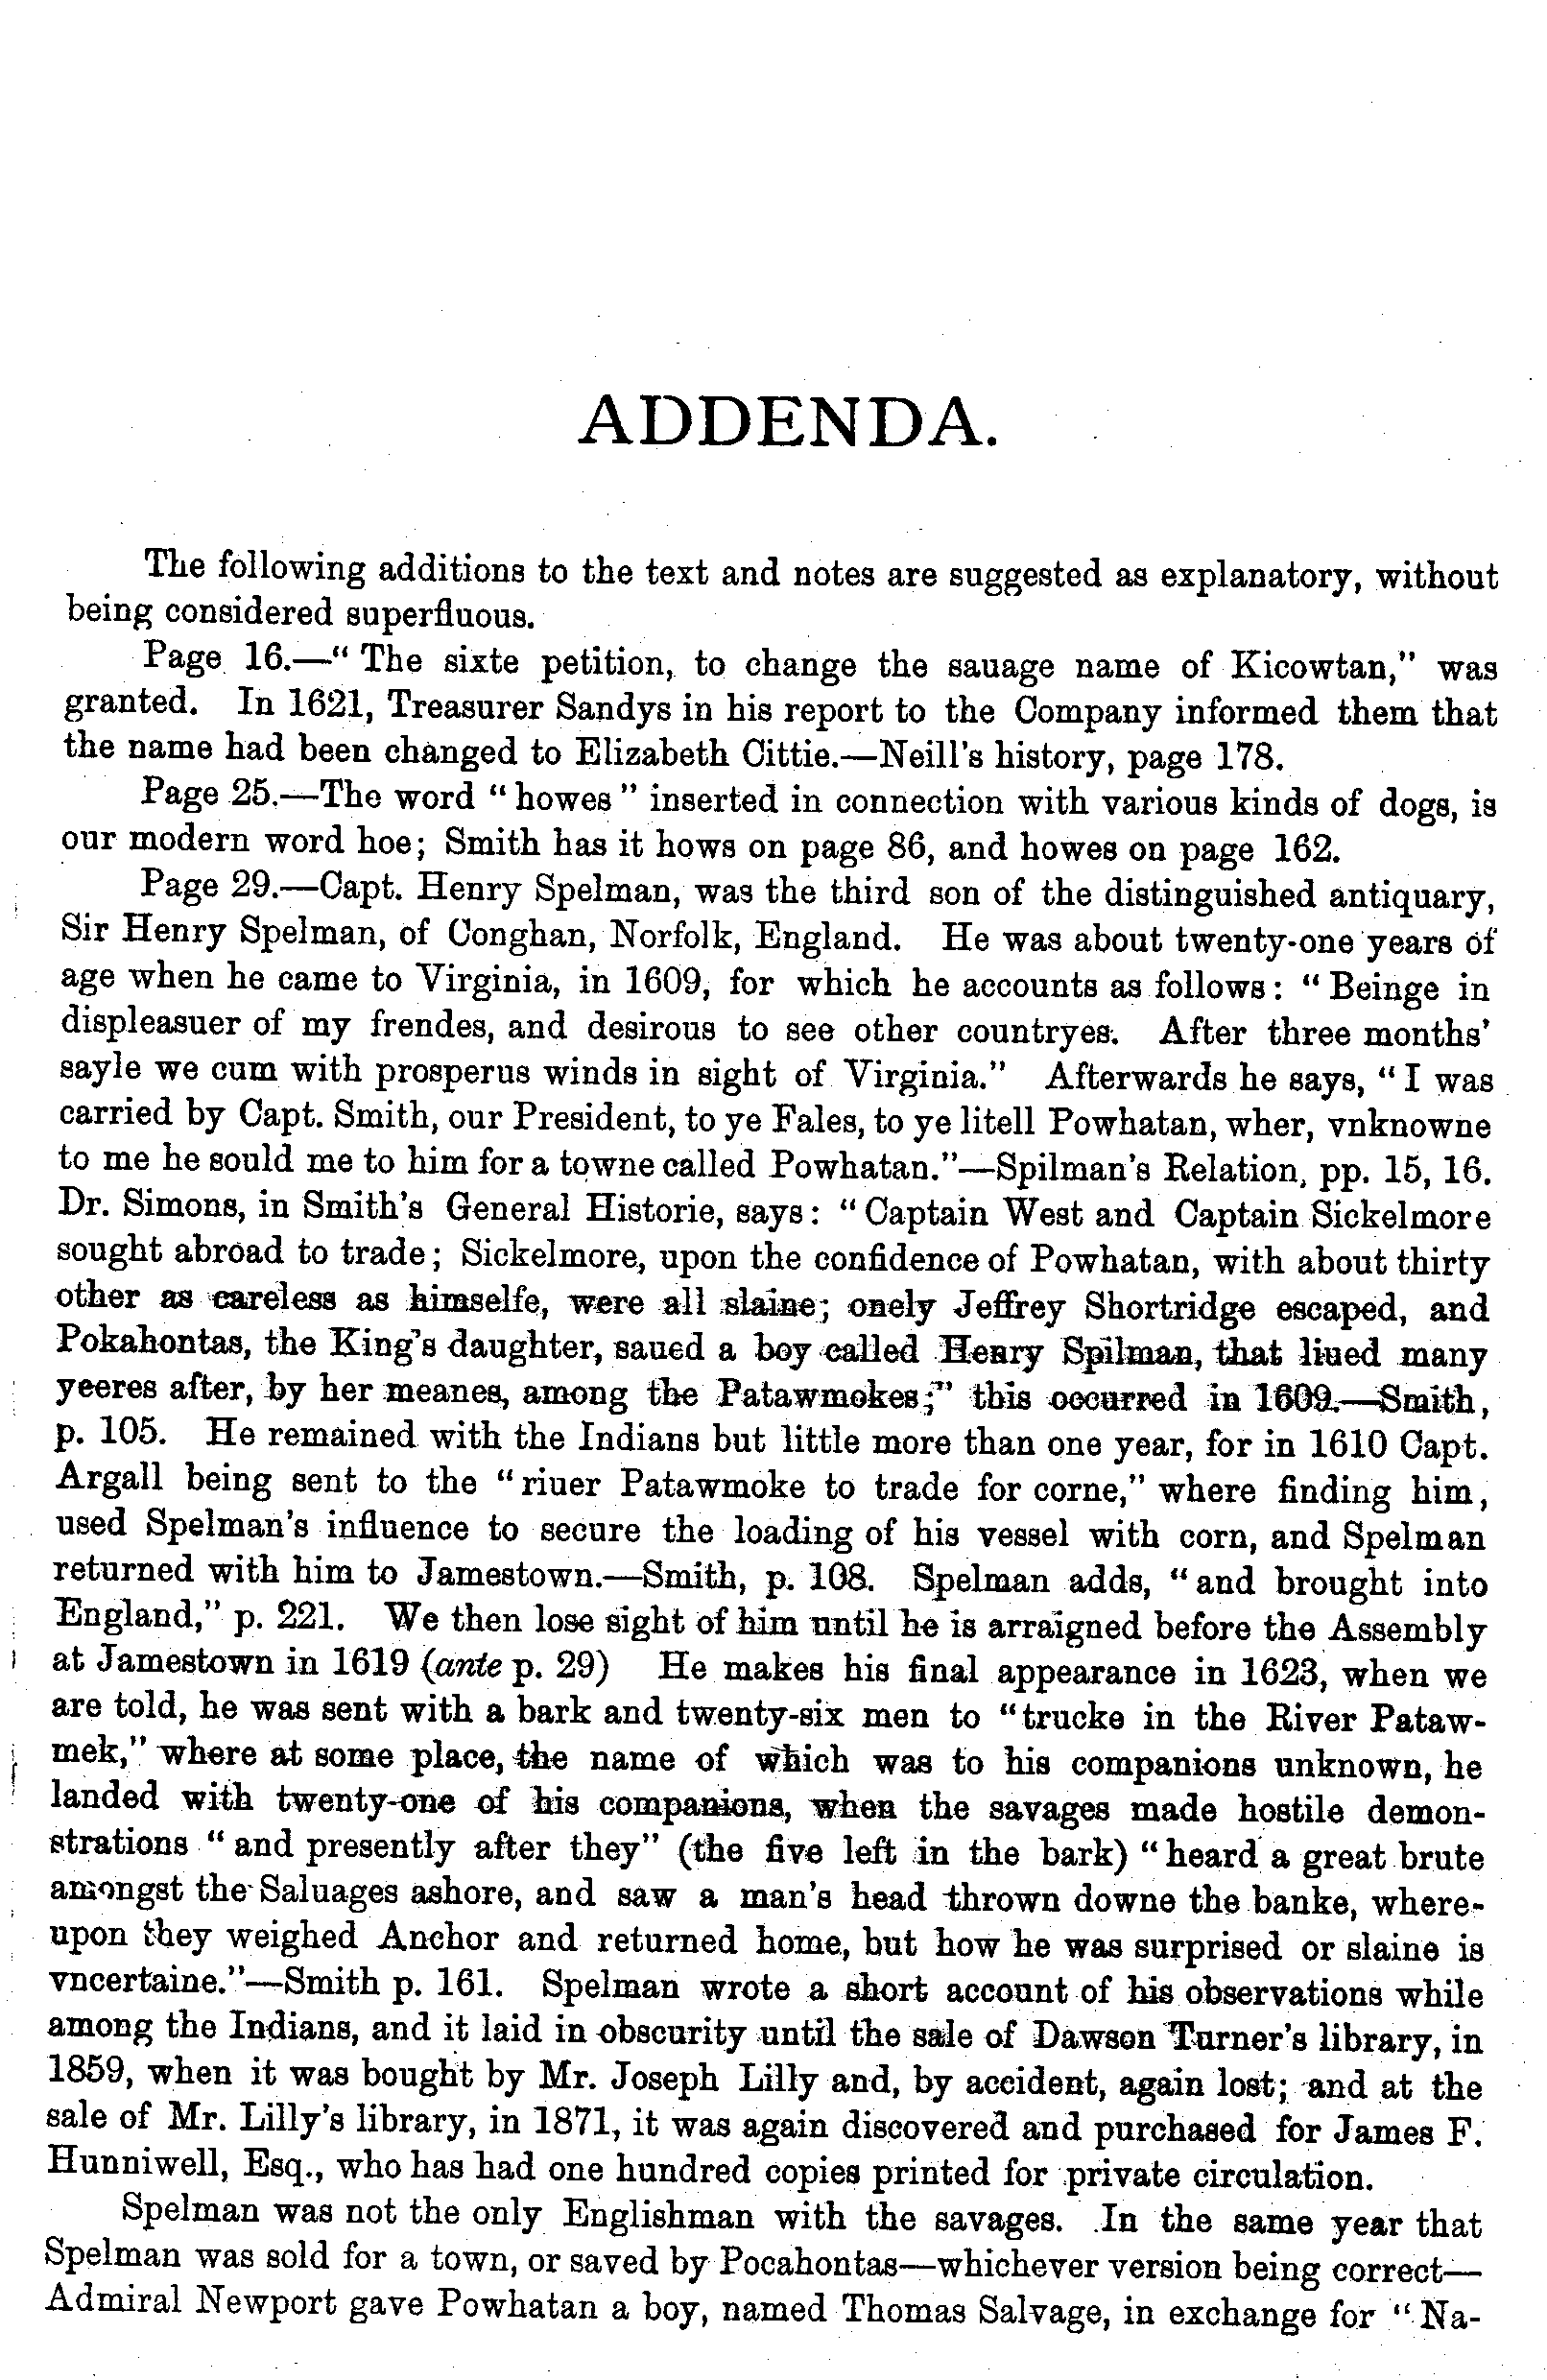 ADDENDA.
The following additions to the text and notes are suggested as explanatory, without
being considered superfluous.
Page 16.—" The sixte petition, to change the sauage name of Kicowtan," was
granted. In 1621, Treasurer Sandys in his report to the Company informed them that
the name had been changed to Elizabeth Cittie.—Neill's history, page 178.
Page 25.—The word "howes" inserted in connection with various kinds of dogs, is
our modern word hoe; Smith has it hows on page 86, and howes on page 162.
Page 29.—Capt. Henry Spelman, was the third son of the distinguished antiquary,
Sir Henry Spelman, of Conghan, Norfolk, England. He was about twenty-one years of
age when he came to Virginia, in 1609, for which he accounts as follows: "Beinge in
displeasuer of my frendes, and desirous to see other countryes. After three months'
sayle we cum with prosperus winds in sight of Virginia." Afterwards he says, "I was
carried by Capt. Smith, our President, to ye Fales, to ye litell Powhatan, wher, vnknowne
to me he sould me to him for a towne called Powhatan."—Spilman's Relation, pp. 15, 16.
Dr. Simons, in Smith's General Historie, says: "Captain West and Captain Sickelmore
sought abroad to trade; Sickelmore, upon the confidence of Powhatan, with about thirty
other as careless as himselfe, were all slaine; onely Jeffrey Shortridge escaped, and
Pokahontas, the King's daughter, saued a boy called Henry Spilman, that liued many
yeeres after, by her meanes, among the Patawmokes;" this occurred in 1609.—Smith,
p. 105. He remained with the Indians but little more than one year, for in 1610 Capt.
Argall being sent to the "riuer Patawmoke to trade for corne," where finding him,
used Spelman's influence to secure the loading of his vessel with corn, and Spelman
returned with him to Jamestown.—Smith, p. 108. Spelman adds, "and brought into
England," p. 221. We then lose sight of him until he is arraigned before the Assembly
at Jamestown in 1619 (ante p. 29) He makes his final appearance in 1623, when we
are told, he was sent with a bark and twenty-six men to "trucke in the River Pataw-
mek," where at some place, the name of which was to his companions unknown, he
landed with twenty-one of his companions, when the savages made hostile demon-
strations "and presently after they" (the five left in the bark) "heard a great brute
amongst the Saluages ashore, and saw a man's head thrown downe the banke, where-
upon they weighed Anchor and returned home, but how he was surprised or slaine is
vncertaine."—Smith p. 161. Spelman wrote a short account of his observations while
among the Indians, and it laid in obscurity until the sale of Dawson Turner's library, in
1859, when it was bought by Mr. Joseph Lilly and, by accident, again lost; and at the
sale of Mr. Lilly's library, in 1871, it was again discovered and purchased for James F.
Hunniwell, Esq., who has had one hundred copies printed for private circulation.
Spelman was not the only Englishman with the savages. In the same year that
Spelman was sold for a town, or saved by Pocahontas—whichever version being correct—
Admiral Newport gave Powhatan a boy, named Thomas Salvage, in exchange for "Na-